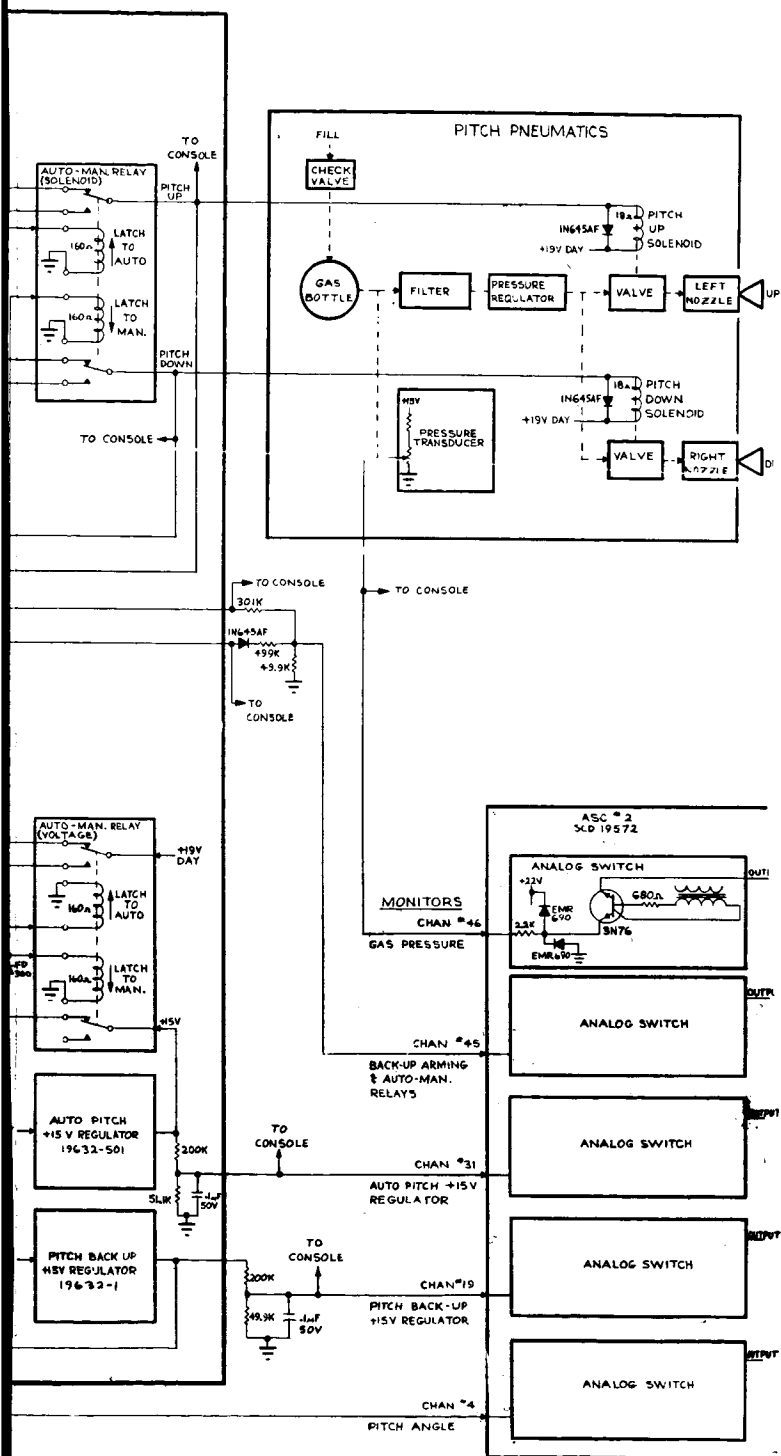 TO
CONSOLE
AUTO-MAN. RELAY
(SOLENOID)
PITCH
UP
160Ω
LATCH
TO
AUTO
160Ω
LATCH
TO
MAN.
PITCH
DOWN
TO CONSOLE
PITCH PNEUMATICS
FILL
CHECK
VALVE
GAS
BOTTLE
FILTER
PRESSURE
REGULATOR
1N645AF
18Ω
PITCH
UP
SOLENOID
+19V DAY
VALVE
LEFT
NOZZLE
UP
+15V
PRESSURE
TRANSDUCER
1N645AF
18Ω
PITCH
DOWN
SOLENOID
+19V DAY
VALVE
RIGHT
NOZZLE
TO CONSOLE
301K
1N645AF
499K
49.9K
TO
CONSOLE
TO CONSOLE
AUTO-MAN. RELAY
(VOLTAGE)
+19V
DAY
160Ω
LATCH
TO
AUTO
160Ω
LATCH
TO
MAN.
+15V
AUTO PITCH
+15 V REGULATOR
19632-501
200K
51.1K
.1MF
50V
TO
CONSOLE
PITCH BACK UP
+15V REGULATOR
19632-1
200K
49.9K
.1MF
50V
TO
CONSOLE
MONITORS
CHAN #46
GAS PRESSURE
CHAN #45
BACK-UP ARMING
& AUTO-MAN.
RELAYS
CHAN #31
AUTO PITCH +15V
REGULATOR
CHAN #19
PITCH BACK-UP
+15V REGULATOR
CHAN #4
PITCH ANGLE
ASC #2
SCD 19572
ANALOG SWITCH
+22V
EMR
690
680Ω
3N76
EMR690
ANALOG SWITCH
ANALOG SWITCH
ANALOG SWITCH
ANALOG SWITCH